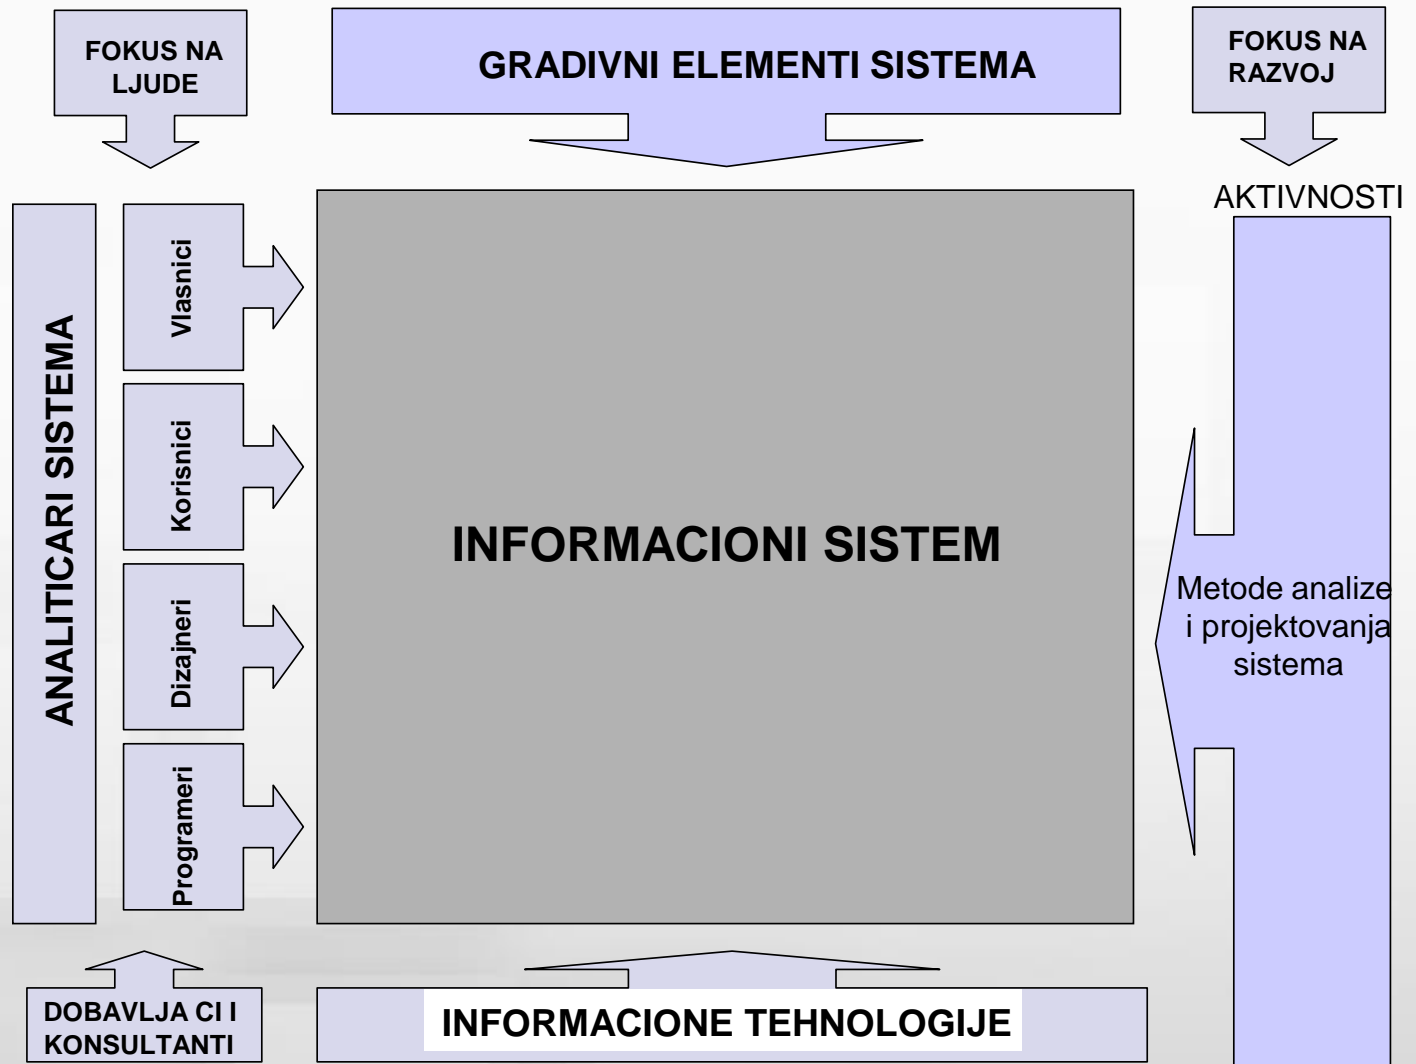 FOKUS NA
LJUDE
GRADIVNI ELEMENTI SISTEMA
FOKUS NA
RAZVOJ
AKTIVNOSTI
ANALITICARI SISTEMA
Vlasnici
Korisnici
Dizajneri
Programeri
INFORMACIONI SISTEM
Metode analize
i projektovanja
sistema
DOBAVLJA CI I
KONSULTANTI
INFORMACIONE TEHNOLOGIJE